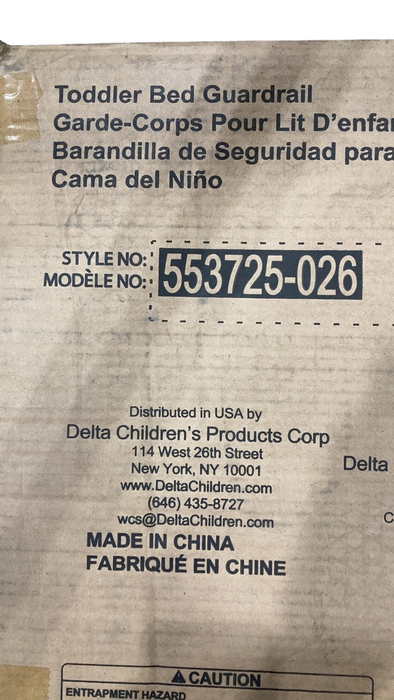 Toddler Bed Guardrail
Garde-Corps Pour Lit D'enfan
Barandilla de Seguridad para
Cama del Niño
STYLE NO:
MODÈLE NO:
553725-026
Distributed in USA by
Delta Children's Products Corp
114 West 26th Street
New York, NY 10001
www.DeltaChildren.com
(646) 435-8727
wcs@DeltaChildren.com
Delta
C
MADE IN CHINA
FABRIQUÉ EN CHINE
CAUTION
ENTRAPMENT HAZARD